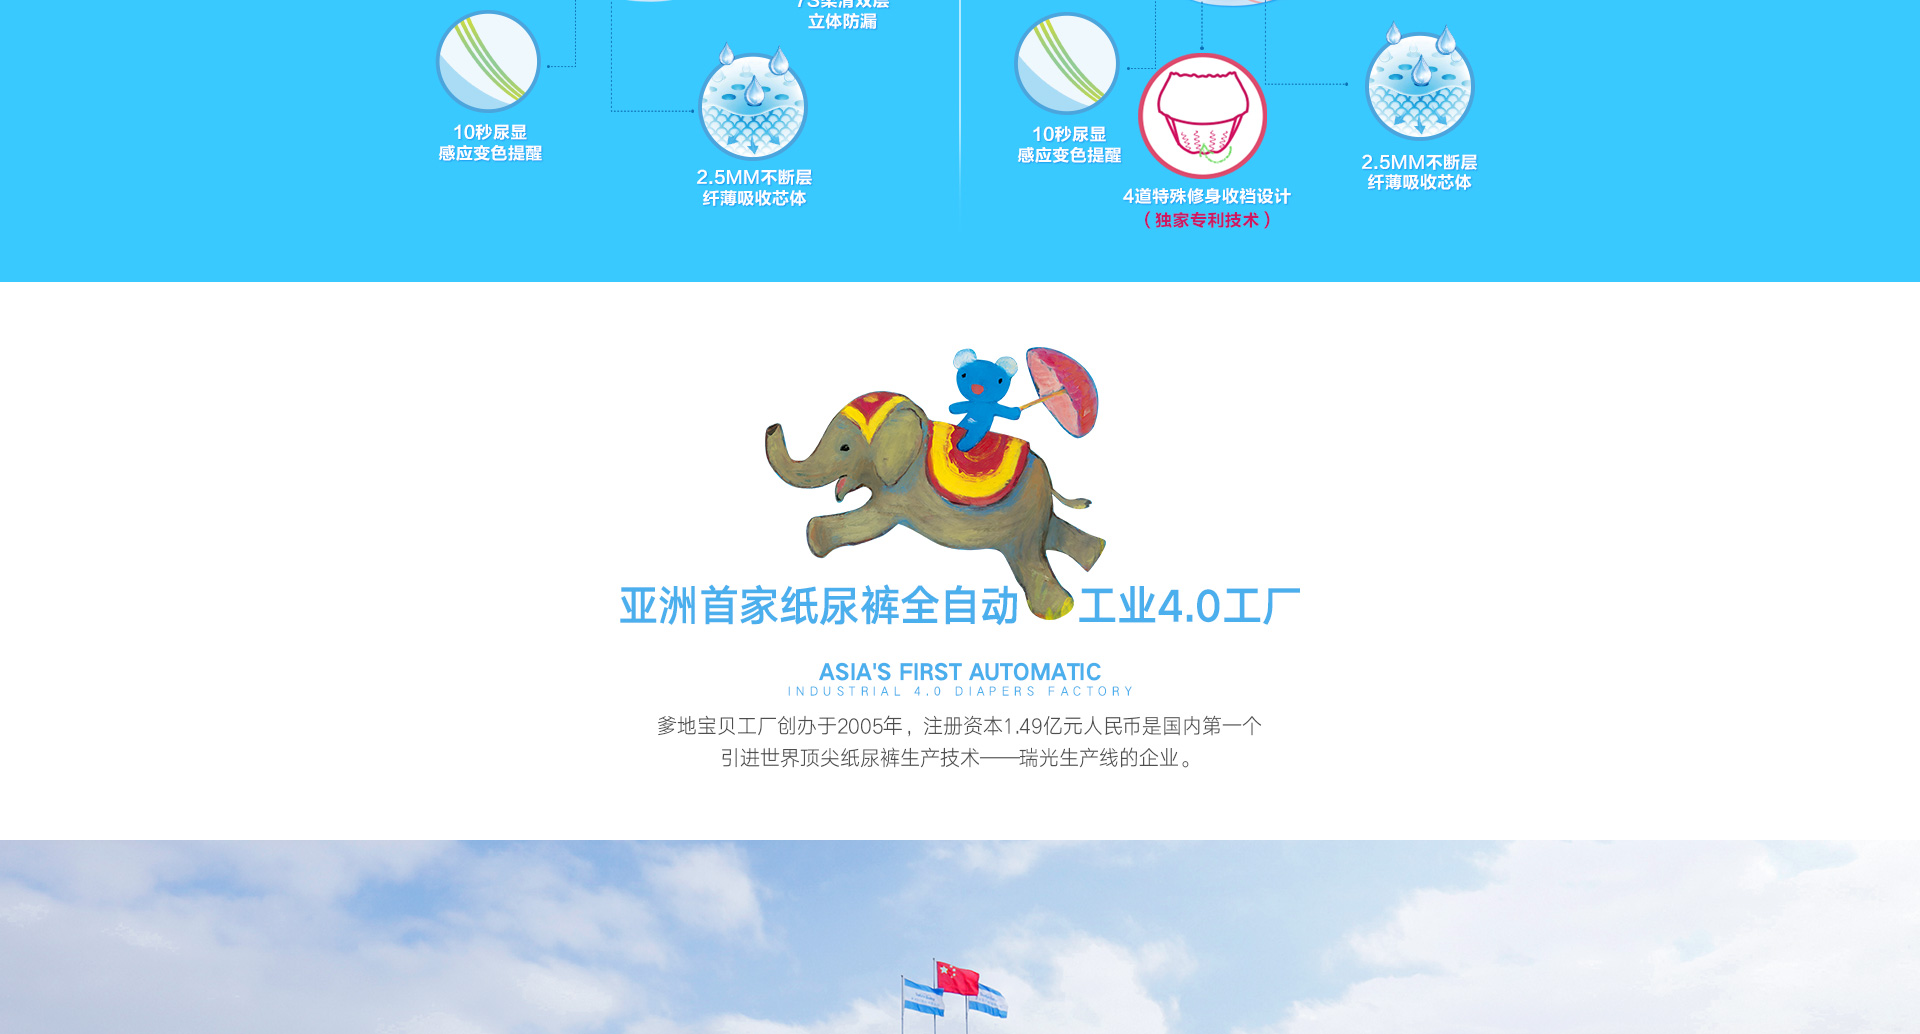 立体防漏
10秒尿显
感应变色提醒
2.5MM不断层
纤薄吸收芯体
10秒尿显
感应变色提醒
4道特殊修身收裆设计
（独家专利技术）
2.5MM不断层
纤薄吸收芯体
亚洲首家纸尿裤全自动 工业4.0工厂
ASIA'S FIRST AUTOMATIC
INDUSTRIAL 4.0 DIAPERS FACTORY
爹地宝贝工厂创办于2005年，注册资本1.49亿元人民币是国内第一个
引进世界顶尖纸尿裤生产技术——瑞光生产线的企业。